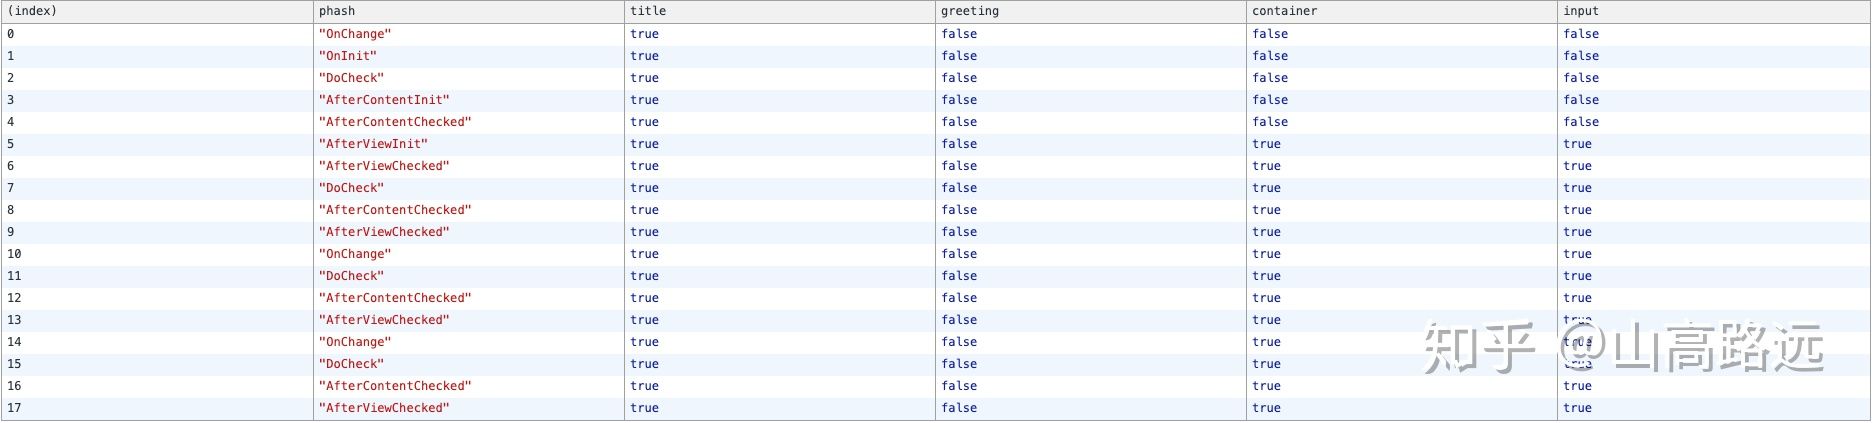 (index) phash title greeting container input
0 "OnChange" true false false false
1 "OnInit" true false false false
2 "DoCheck" true false false false
3 "AfterContentInit" true false false false
4 "AfterContentChecked" true false false false
5 "AfterViewInit" true false true true
6 "AfterViewChecked" true false true true
7 "DoCheck" true false true true
8 "AfterContentChecked" true false true true
9 "AfterViewChecked" true false true true
10 "OnChange" true false true true
11 "DoCheck" true false true true
12 "AfterContentChecked" true false true true
13 "AfterViewChecked" true false true true
14 "OnChange" true false true true
15 "DoCheck" true false true true
16 "AfterContentChecked" true false true true
17 "AfterViewChecked" true false true true
知乎 @山高路远